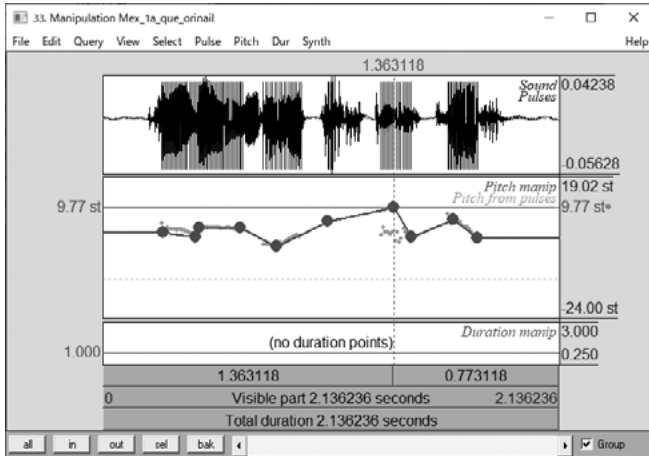 33. Manipulation Mex_1a_que_orinail
File Edit Query View Select Pulse Pitch Dur Synth Help
1.363118
Sound 0.04238
Pulses
-0.05628
Pitch manip 19.02 st
9.77 st Pitch from pulses 9.77 st*
-24.00 st
Duration manip 3.000
(no duration points)
1.000 0.250
1.363118 0.773118
0 Visible part 2.136236 seconds 2.136236
Total duration 2.136236 seconds
all in out sel bak Group